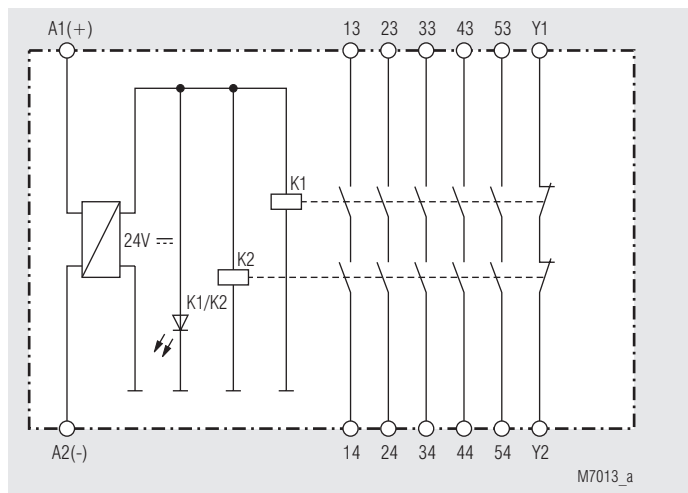 A1(+) 13 23 33 43 53 Y1
K1
24V
K2
K1/K2
A2(-) 14 24 34 44 54 Y2
M7013_a